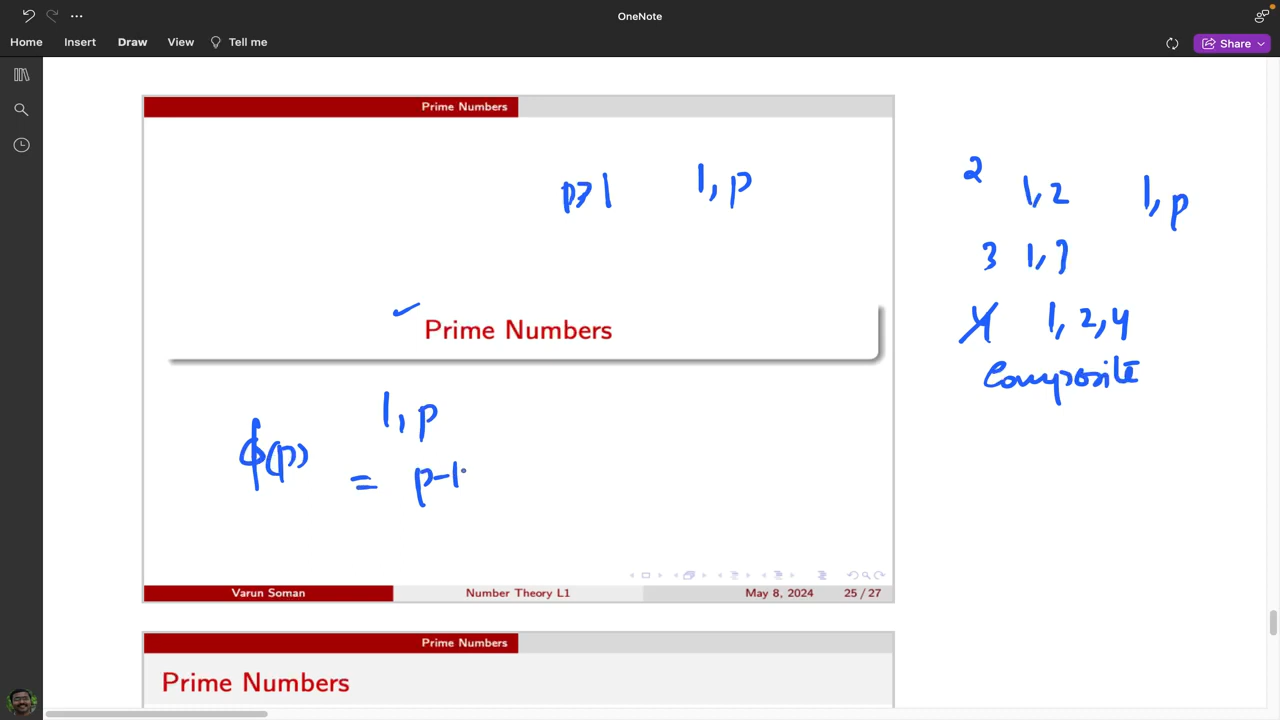 OneNote
Home Insert Draw View Tell me
Share
Prime Numbers
p>1 1, p
Prime Numbers
1, p
ϕ(p)
= p-1
Varun Soman Number Theory L1 May 8, 2024 25 / 27
Prime Numbers
Prime Numbers
2
1, 2 1, p
3 1, 3
4 1, 2, 4
Composite